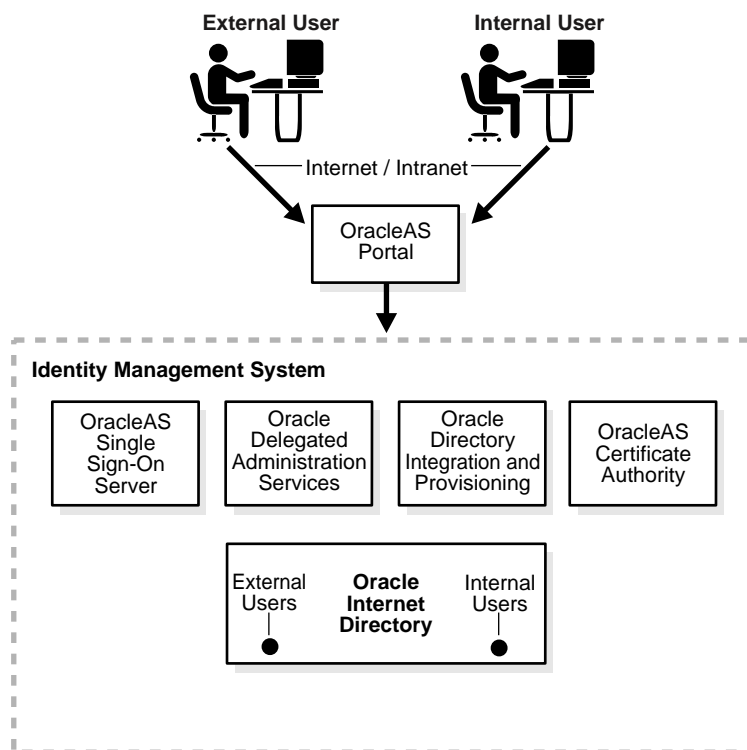 External User
Internal User
Internet / Intranet
OracleAS
Portal
Identity Management System
OracleAS
Single
Sign-On
Server
Oracle
Delegated
Administration
Services
Oracle
Directory
Integration and
Provisioning
OracleAS
Certificate
Authority
External
Users
Oracle
Internet
Directory
Internal
Users